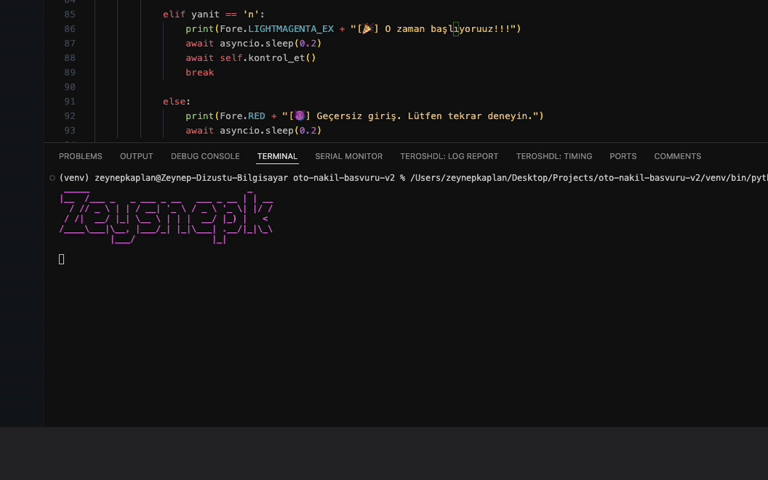 85 elif yanit == 'n':
86 print(Fore.LIGHTMAGENTA_EX + "[🎉] O zaman başlıyoruuz!!!")
87 await asyncio.sleep(0.2)
88 await self.kontrol_et()
89 break
90
91 else:
92 print(Fore.RED + "[👿] Geçersiz giriş. Lütfen tekrar deneyin.")
93 await asyncio.sleep(0.2)
PROBLEMS OUTPUT DEBUG CONSOLE TERMINAL SERIAL MONITOR TEROSHDL: LOG REPORT TEROSHDL: TIMING PORTS COMMENTS
(venv) zeynepkaplan@Zeynep-Dizustu-Bilgisayar oto-nakil-basvuru-v2 % /Users/zeynepkaplan/Desktop/Projects/oto-nakil-basvuru-v2/venv/bin/pyth